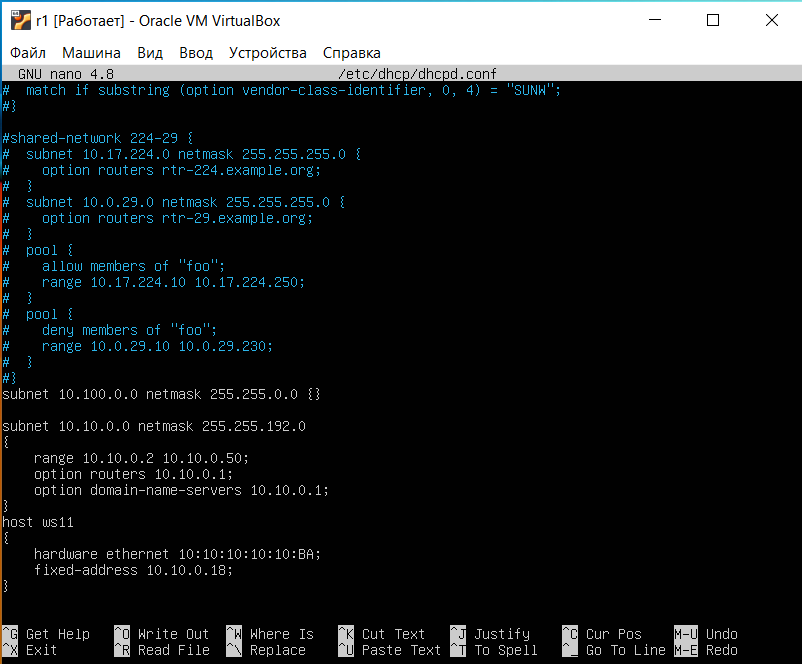 r1 [Работает] - Oracle VM VirtualBox
Файл Машина Вид Ввод Устройства Справка
GNU nano 4.8 /etc/dhcp/dhcpd.conf
#  match if substring (option vendor-class-identifier, 0, 4) = "SUNW";
#}
#shared-network 224-29 {
#  subnet 10.17.224.0 netmask 255.255.255.0 {
#    option routers rtr-224.example.org;
#  }
#  subnet 10.0.29.0 netmask 255.255.255.0 {
#    option routers rtr-29.example.org;
#  }
#  pool {
#    allow members of "foo";
#    range 10.17.224.10 10.17.224.250;
#  }
#  pool {
#    deny members of "foo";
#    range 10.0.29.10 10.0.29.230;
#  }
#}
subnet 10.100.0.0 netmask 255.255.0.0 {}
subnet 10.10.0.0 netmask 255.255.192.0
{
    range 10.10.0.2 10.10.0.50;
    option routers 10.10.0.1;
    option domain-name-servers 10.10.0.1;
}
host ws11
{
    hardware ethernet 10:10:10:10:10:BA;
    fixed-address 10.10.0.18;
}
^G Get Help ^O Write Out ^W Where Is ^K Cut Text ^J Justify ^C Cur Pos M-U Undo
^X Exit ^R Read File ^\ Replace ^U Paste Text ^T To Spell ^_ Go To Line M-E Redo